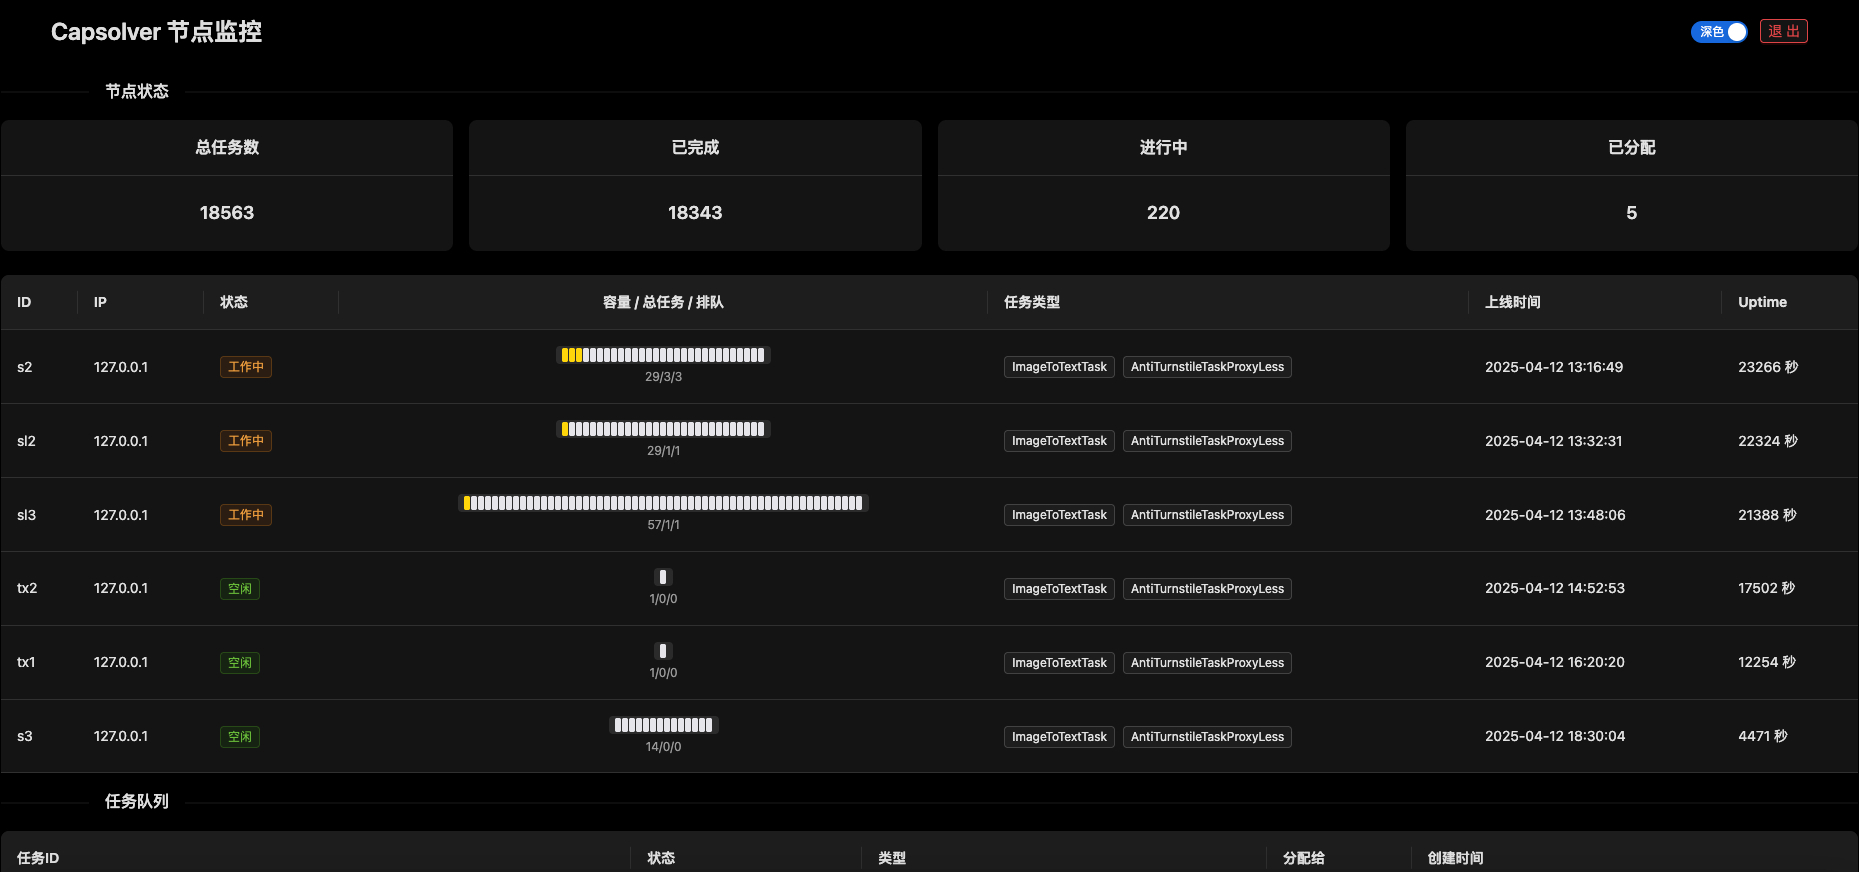 Capsolver 节点监控
深色 退 出
节点状态
总任务数 已完成 进行中 已分配
18563 18343 220 5
ID IP 状态 容量 / 总任务 / 排队 任务类型 上线时间 Uptime
s2 127.0.0.1 工作中 29/3/3 ImageToTextTask AntiTurnstileTaskProxyLess 2025-04-12 13:16:49 23266 秒
sl2 127.0.0.1 工作中 29/1/1 ImageToTextTask AntiTurnstileTaskProxyLess 2025-04-12 13:32:31 22324 秒
sl3 127.0.0.1 工作中 57/1/1 ImageToTextTask AntiTurnstileTaskProxyLess 2025-04-12 13:48:06 21388 秒
tx2 127.0.0.1 空闲 1/0/0 ImageToTextTask AntiTurnstileTaskProxyLess 2025-04-12 14:52:53 17502 秒
tx1 127.0.0.1 空闲 1/0/0 ImageToTextTask AntiTurnstileTaskProxyLess 2025-04-12 16:20:20 12254 秒
s3 127.0.0.1 空闲 14/0/0 ImageToTextTask AntiTurnstileTaskProxyLess 2025-04-12 18:30:04 4471 秒
任务队列
任务ID 状态 类型 分配给 创建时间